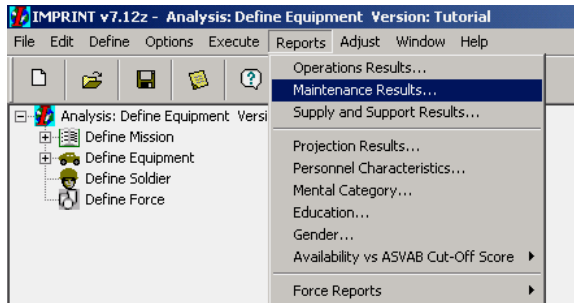 IMPRINT v7.12z - Analysis: Define Equipment Version: Tutorial
File Edit Define Options Execute Reports Adjust Window Help
Operations Results...
Maintenance Results...
Supply and Support Results...
Projection Results...
Personnel Characteristics...
Mental Category...
Education...
Gender...
Availability vs ASVAB Cut-Off Score
Force Reports
Analysis: Define Equipment Versi
Define Mission
Define Equipment
Define Soldier
Define Force